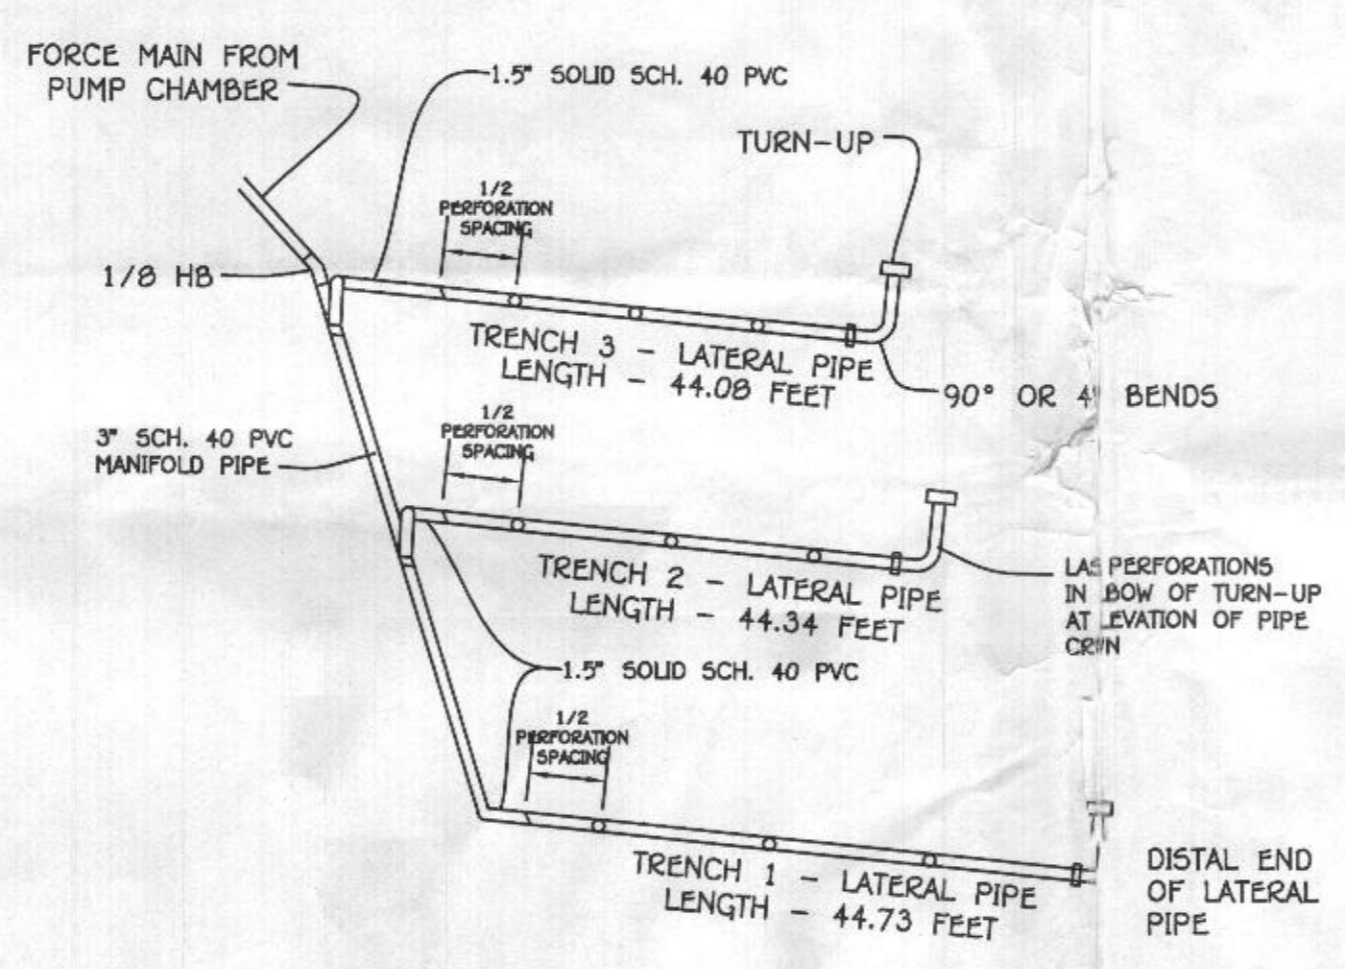 FORCE MAIN FROM
PUMP CHAMBER
1.5" SOLID SCH. 40 PVC
TURN-UP
1/2
PERFORATION
SPACING
1/8 HB
TRENCH 3 - LATERAL PIPE
LENGTH - 44.08 FEET
90° OR BENDS
1/2
PERFORATION
SPACING
3" SCH. 40 PVC
MANIFOLD PIPE
TRENCH 2 - LATERAL PIPE
LENGTH - 44.34 FEET
PERFORATIONS
IN OF TURN-UP
AT OF PIPE
1.5" SOLID SCH. 40 PVC
1/2
PERFORATION
SPACING
TRENCH 1 - LATERAL PIPE
LENGTH - 44.73 FEET
DISTAL END
OF LATERAL
PIPE